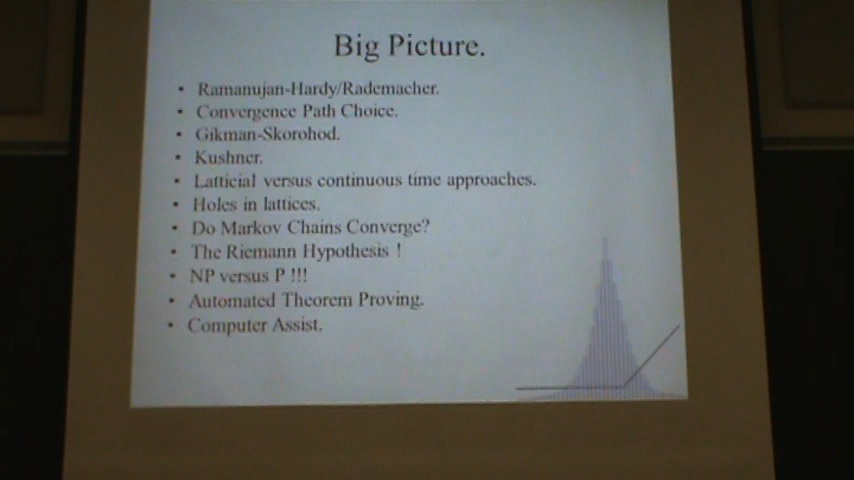 Big Picture.
• Ramanujan-Hardy/Rademacher.
• Convergence Path Choice.
• Gikman-Skorohod.
• Kushner.
• Latticial versus continuous time approaches.
• Holes in lattices.
• Do Markov Chains Converge?
• The Riemann Hypothesis !
• NP versus P !!!
• Automated Theorem Proving.
• Computer Assist.